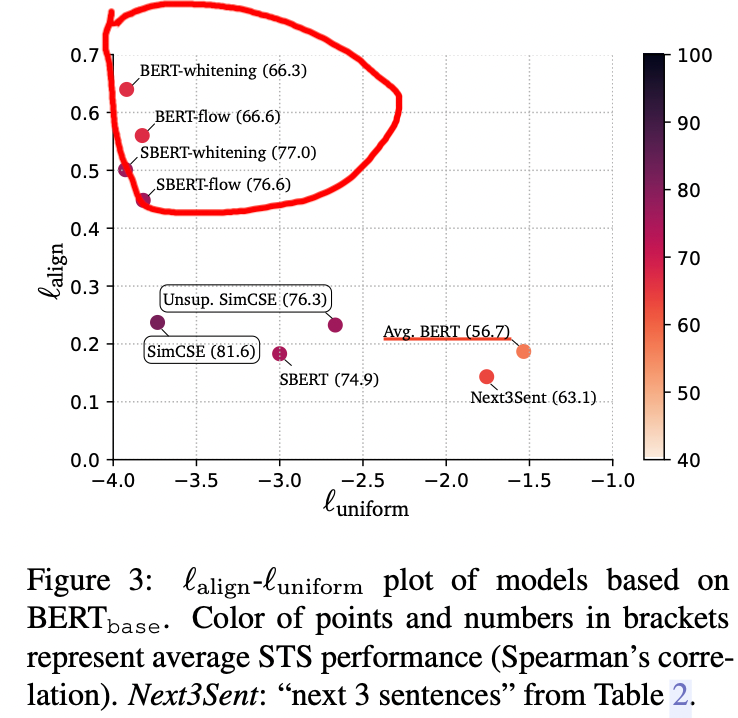 0.7
0.6
0.5
0.4
0.3
0.2
0.1
0.0
ℓalign
BERT-whitening (66.3)
BERT-flow (66.6)
SBERT-whitening (77.0)
SBERT-flow (76.6)
Unsup. SimCSE (76.3)
Avg. BERT (56.7)
SimCSE (81.6)
SBERT (74.9)
Next3Sent (63.1)
−4.0 −3.5 −3.0 −2.5 −2.0 −1.5 −1.0
ℓuniform
100
90
80
70
60
50
40
Figure 3: ℓalign-ℓuniform plot of models based on
BERTbase. Color of points and numbers in brackets
represent average STS performance (Spearman’s corre-
lation). Next3Sent: “next 3 sentences” from Table 2.